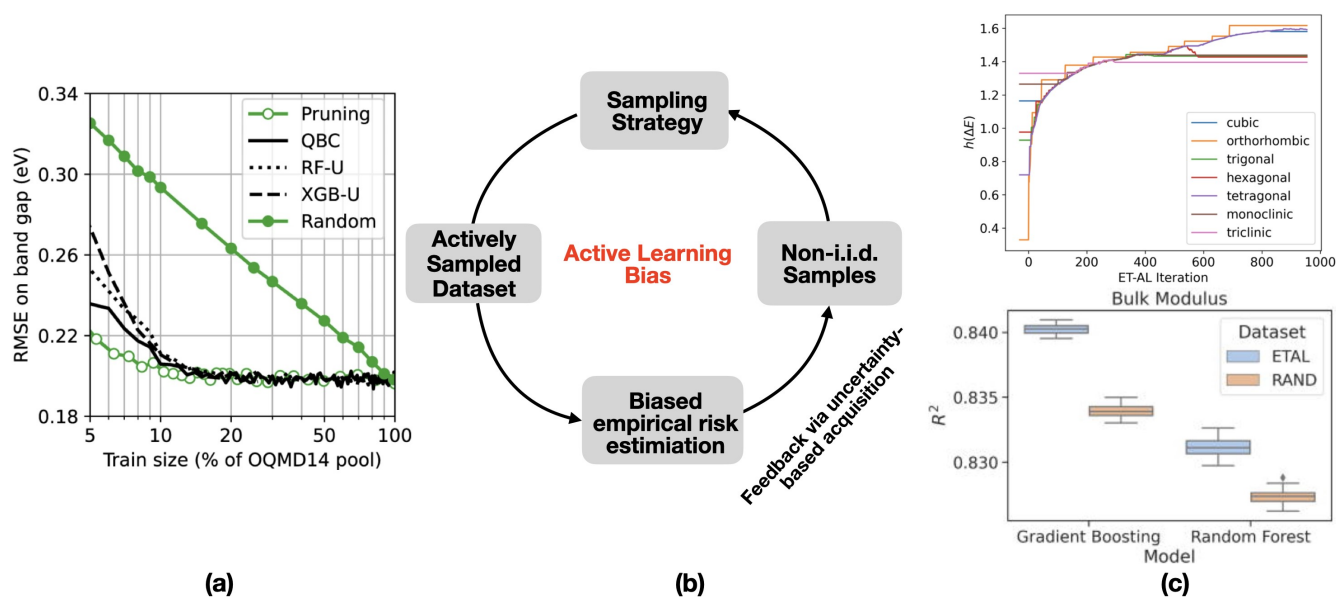 0.34
0.30
0.26
0.22
0.18
RMSE on band gap (eV)
Pruning
QBC
RF-U
XGB-U
Random
5
10
20
50
100
Train size (% of OQMD14 pool)
(a)
Sampling
Strategy
Actively
Sampled
Dataset
Active Learning
Bias
Non-i.i.d.
Samples
Biased
empirical risk
estimiation
Feedback via uncertainty-
based acquisition
(b)
1.6
1.4
1.2
1.0
0.8
0.6
0.4
h(ΔE)
cubic
orthorhombic
trigonal
hexagonal
tetragonal
monoclinic
triclinic
0
200
400
600
800
1000
ET-AL Iteration
Bulk Modulus
0.840
0.835
0.830
R²
Dataset
ETAL
RAND
Gradient Boosting
Random Forest
Model
(c)